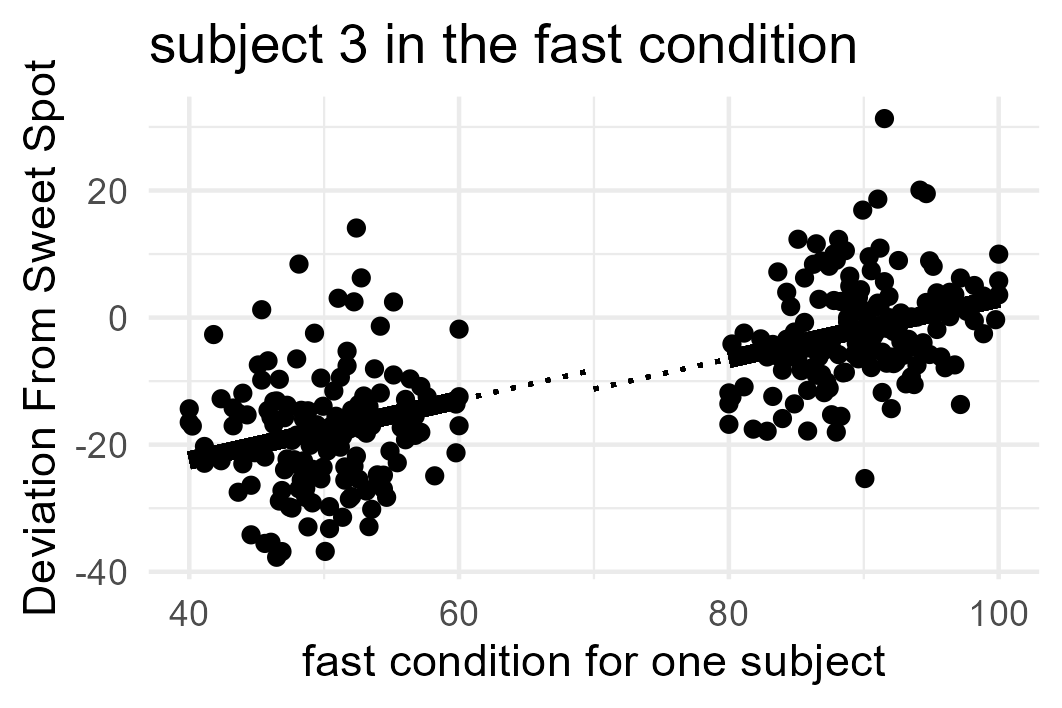 subject 3 in the fast condition
Deviation From Sweet Spot
20
0
-20
-40
40 60 80 100
fast condition for one subject